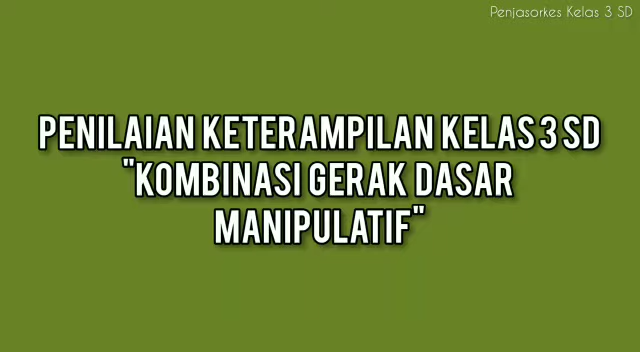 Penjasorkes Kelas 3 SD
PENILAIAN KETERAMPILAN KELAS 3 SD
"KOMBINASI GERAK DASAR
MANIPULATIF"